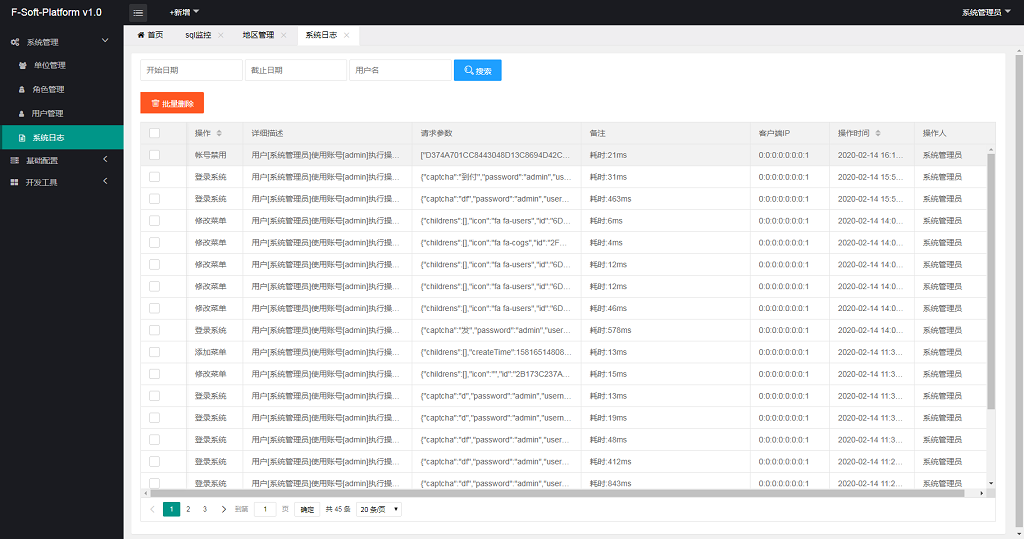 F-Soft-Platform v1.0
+新增
系统管理员
系统管理
单位管理
角色管理
用户管理
系统日志
基础配置
开发工具
首页 sql监控 地区管理 系统日志
开始日期 截止日期 用户名 搜索
批量删除
操作 详细描述 请求参数 备注 客户端IP 操作时间 操作人
帐号禁用 用户[系统管理员]使用账号[admin]执行操... ["D374A701CC8443048D13C8694D42C... 耗时:21ms 0:0:0:0:0:0:0:1 2020-02-14 16:1... 系统管理员
登录系统 用户[系统管理员]使用账号[admin]执行操... {"captcha":"到付","password":"admin","us... 耗时:31ms 0:0:0:0:0:0:0:1 2020-02-14 15:5... 系统管理员
登录系统 用户[系统管理员]使用账号[admin]执行操... {"captcha":"df","password":"admin","user... 耗时:463ms 0:0:0:0:0:0:0:1 2020-02-14 15:5... 系统管理员
修改菜单 用户[系统管理员]使用账号[admin]执行操... {"childrens":[],"icon":"fa fa-users","id":"6D... 耗时:6ms 0:0:0:0:0:0:0:1 2020-02-14 14:0... 系统管理员
修改菜单 用户[系统管理员]使用账号[admin]执行操... {"childrens":[],"icon":"fa fa-cogs","id":"2F... 耗时:4ms 0:0:0:0:0:0:0:1 2020-02-14 14:0... 系统管理员
修改菜单 用户[系统管理员]使用账号[admin]执行操... {"childrens":[],"icon":"fa fa-users","id":"6D... 耗时:12ms 0:0:0:0:0:0:0:1 2020-02-14 14:0... 系统管理员
修改菜单 用户[系统管理员]使用账号[admin]执行操... {"childrens":[],"icon":"fa fa-users","id":"6D... 耗时:12ms 0:0:0:0:0:0:0:1 2020-02-14 14:0... 系统管理员
修改菜单 用户[系统管理员]使用账号[admin]执行操... {"childrens":[],"icon":"fa fa-users","id":"6D... 耗时:46ms 0:0:0:0:0:0:0:1 2020-02-14 14:0... 系统管理员
登录系统 用户[系统管理员]使用账号[admin]执行操... {"captcha":"发","password":"admin","user... 耗时:578ms 0:0:0:0:0:0:0:1 2020-02-14 14:0... 系统管理员
添加菜单 用户[系统管理员]使用账号[admin]执行操... {"childrens":[],"createTime":15816514808... 耗时:13ms 0:0:0:0:0:0:0:1 2020-02-14 11:3... 系统管理员
修改菜单 用户[系统管理员]使用账号[admin]执行操... {"childrens":[],"icon":"","id":"2B173C237A... 耗时:15ms 0:0:0:0:0:0:0:1 2020-02-14 11:3... 系统管理员
登录系统 用户[系统管理员]使用账号[admin]执行操... {"captcha":"d","password":"admin","usern... 耗时:13ms 0:0:0:0:0:0:0:1 2020-02-14 11:3... 系统管理员
登录系统 用户[系统管理员]使用账号[admin]执行操... {"captcha":"d","password":"admin","usern... 耗时:19ms 0:0:0:0:0:0:0:1 2020-02-14 11:3... 系统管理员
登录系统 用户[系统管理员]使用账号[admin]执行操... {"captcha":"df","password":"admin","user... 耗时:48ms 0:0:0:0:0:0:0:1 2020-02-14 11:3... 系统管理员
登录系统 用户[系统管理员]使用账号[admin]执行操... {"captcha":"df","password":"admin","user... 耗时:412ms 0:0:0:0:0:0:0:1 2020-02-14 11:2... 系统管理员
登录系统 用户[系统管理员]使用账号[admin]执行操... {"captcha":"df","password":"admin","user... 耗时:843ms 0:0:0:0:0:0:0:1 2020-02-14 11:2... 系统管理员
1 2 3 到第 1 页 确定 共 45 条 20 条/页